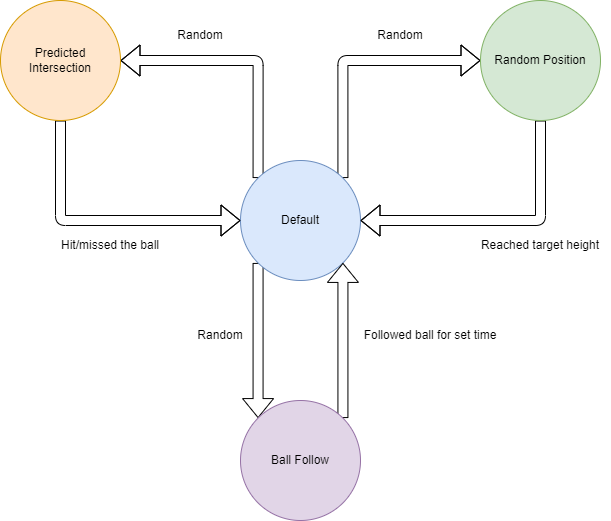 Random
Random
Predicted
Intersection
Random Position
Default
Hit/missed the ball
Reached target height
Random
Followed ball for set time
Ball Follow